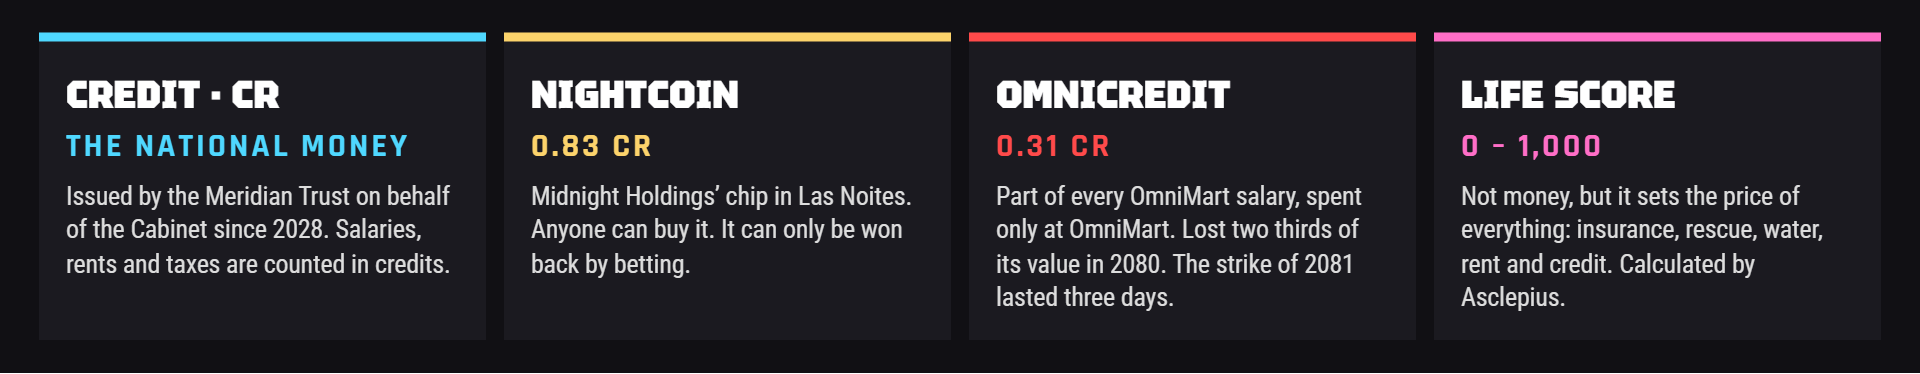 CREDIT · CR
THE NATIONAL MONEY
Issued by the Meridian Trust on behalf
of the Cabinet since 2028. Salaries,
rents and taxes are counted in credits.
NIGHTCOIN
0.83 CR
Midnight Holdings’ chip in Las Noites.
Anyone can buy it. It can only be won
back by betting.
OMNICREDIT
0.31 CR
Part of every OmniMart salary, spent
only at OmniMart. Lost two thirds of
its value in 2080. The strike of 2081
lasted three days.
LIFE SCORE
0 – 1,000
Not money, but it sets the price of
everything: insurance, rescue, water,
rent and credit. Calculated by
Asclepius.